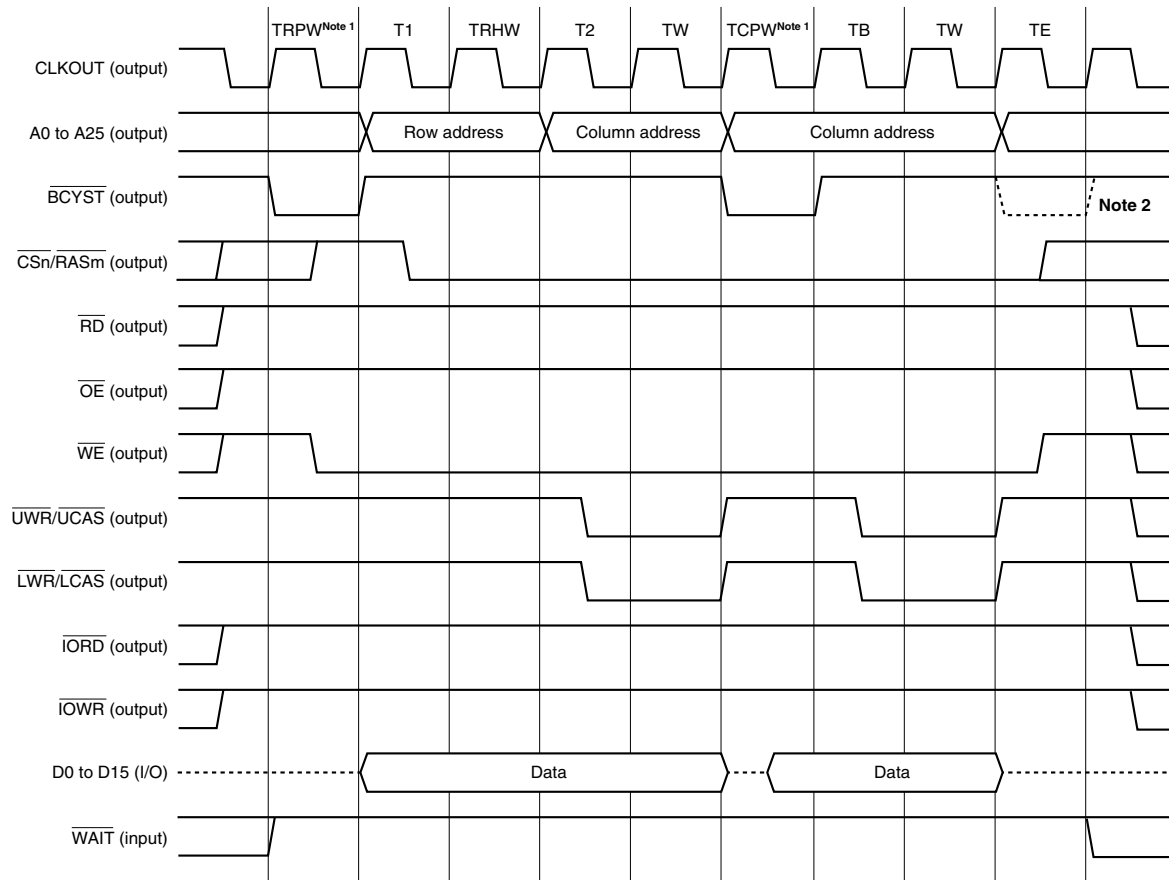 TRPWNote 1 T1 TRHW T2 TW TCPWNote 1 TB TW TE
CLKOUT (output)
A0 to A25 (output) Row address Column address Column address
BCYST (output) Note 2
CSn/RASm (output)
RD (output)
OE (output)
WE (output)
UWR/UCAS (output)
LWR/LCAS (output)
IORD (output)
IOWR (output)
D0 to D15 (I/O) Data Data
WAIT (input)